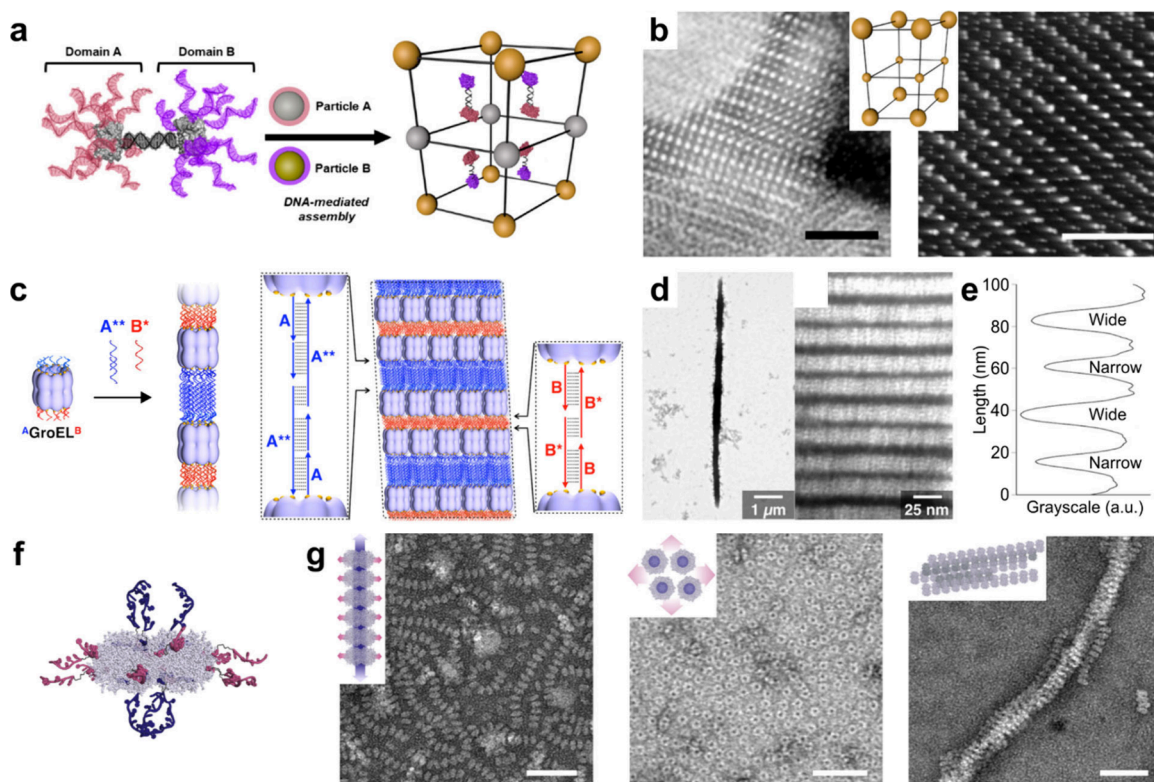 a
Domain A
Domain B
Particle A
Particle B
DNA-mediated
assembly
b
c
A** B*
AGroELB
A
A**
A**
A
B
B*
B*
B
d
1 μm
25 nm
e
100
80
60
40
20
0
Length (nm)
Wide
Narrow
Wide
Narrow
Grayscale (a.u.)
f
g